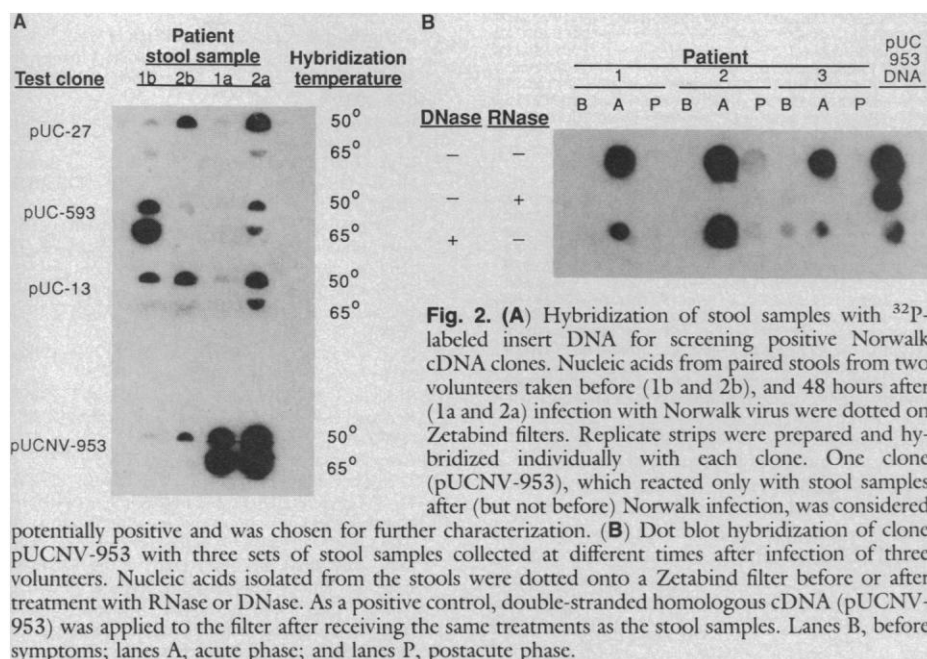 A
Patient
stool sample
Hybridization
temperature
Test clone
1b 2b 1a 2a
pUC-27
50°
65°
pUC-593
50°
65°
pUC-13
50°
65°
pUCNV-953
50°
65°
B
Patient
pUC
953
DNA
1 2 3
B A P B A P B A P
DNase RNase
− −
− +
+ −
Fig. 2. (A) Hybridization of stool samples with 32P-
labeled insert DNA for screening positive Norwalk
cDNA clones. Nucleic acids from paired stools from two
volunteers taken before (1b and 2b), and 48 hours after
(1a and 2a) infection with Norwalk virus were dotted on
Zetabind filters. Replicate strips were prepared and hy-
bridized individually with each clone. One clone
(pUCNV-953), which reacted only with stool samples
after (but not before) Norwalk infection, was considered
potentially positive and was chosen for further characterization. (B) Dot blot hybridization of clone
pUCNV-953 with three sets of stool samples collected at different times after infection of three
volunteers. Nucleic acids isolated from the stools were dotted onto a Zetabind filter before or after
treatment with RNase or DNase. As a positive control, double-stranded homologous cDNA (pUCNV-
953) was applied to the filter after receiving the same treatments as the stool samples. Lanes B, before
symptoms; lanes A, acute phase; and lanes P, postacute phase.